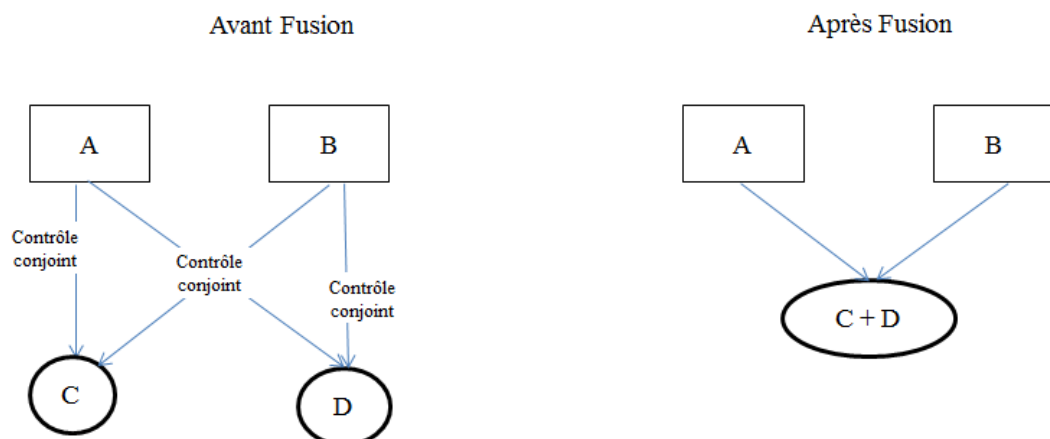 Avant Fusion
Après Fusion
A
B
A
B
Contrôle
conjoint
Contrôle
conjoint
Contrôle
conjoint
C + D
C
D